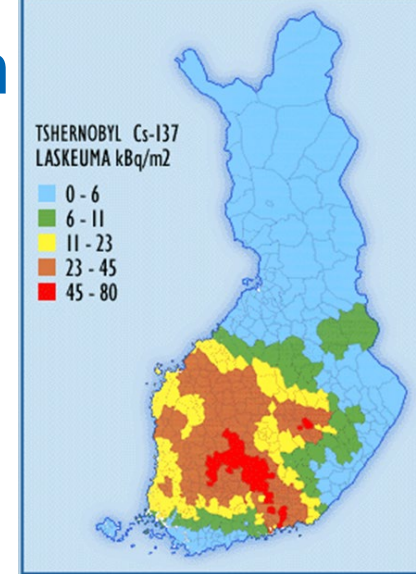 TSHERNOBYL Cs-137
LASKEUMA kBq/m2
0 - 6
6 - 11
11 - 23
23 - 45
45 - 80